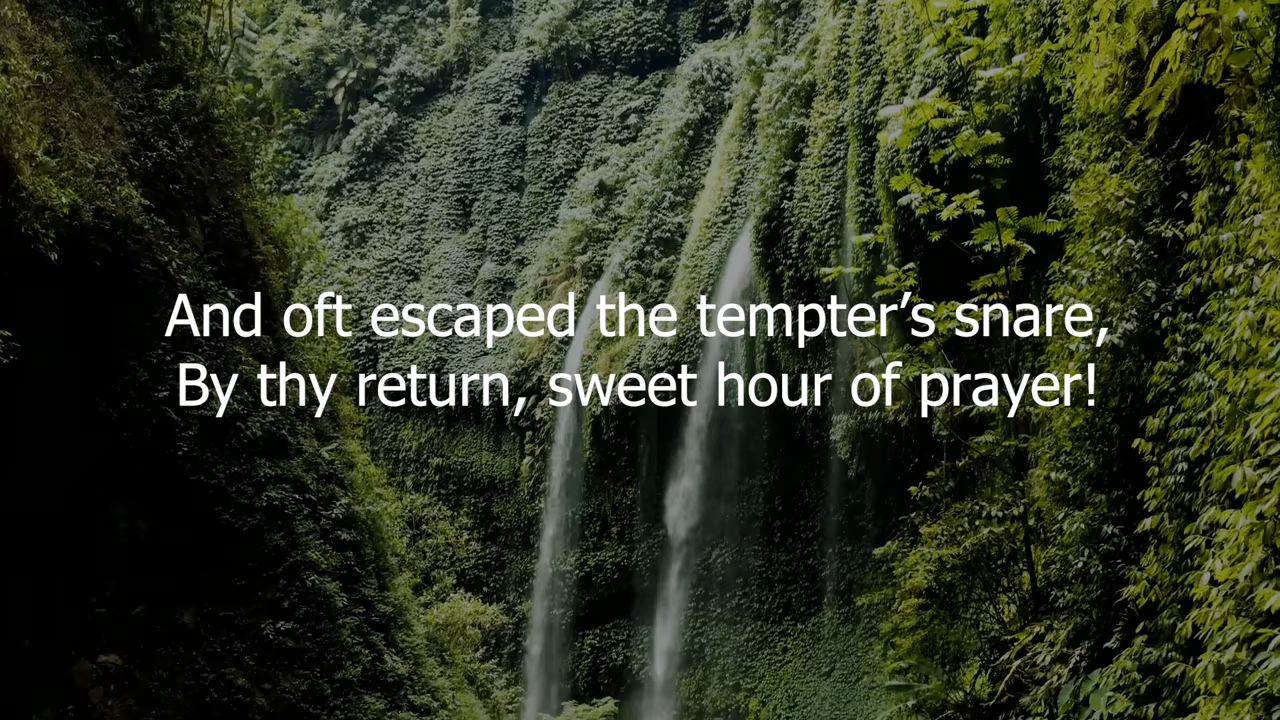 And oft escaped the tempter’s snare,
By thy return, sweet hour of prayer!